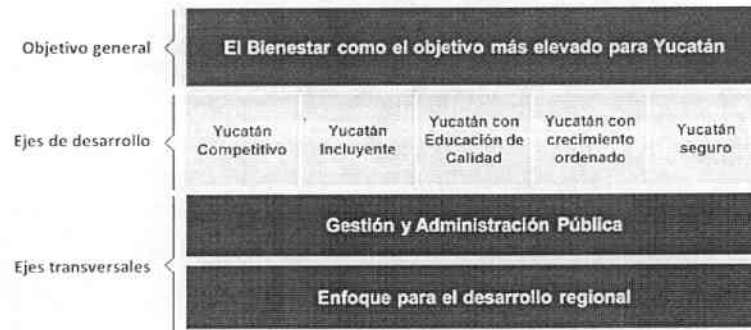 Objetivo general
El Bienestar como el objetivo más elevado para Yucatán
Ejes de desarrollo
Yucatán
Competitivo
Yucatán
Incluyente
Yucatán con
Educación de
Calidad
Yucatán con
crecimiento
ordenado
Yucatán
seguro
Ejes transversales
Gestión y Administración Pública
Enfoque para el desarrollo regional